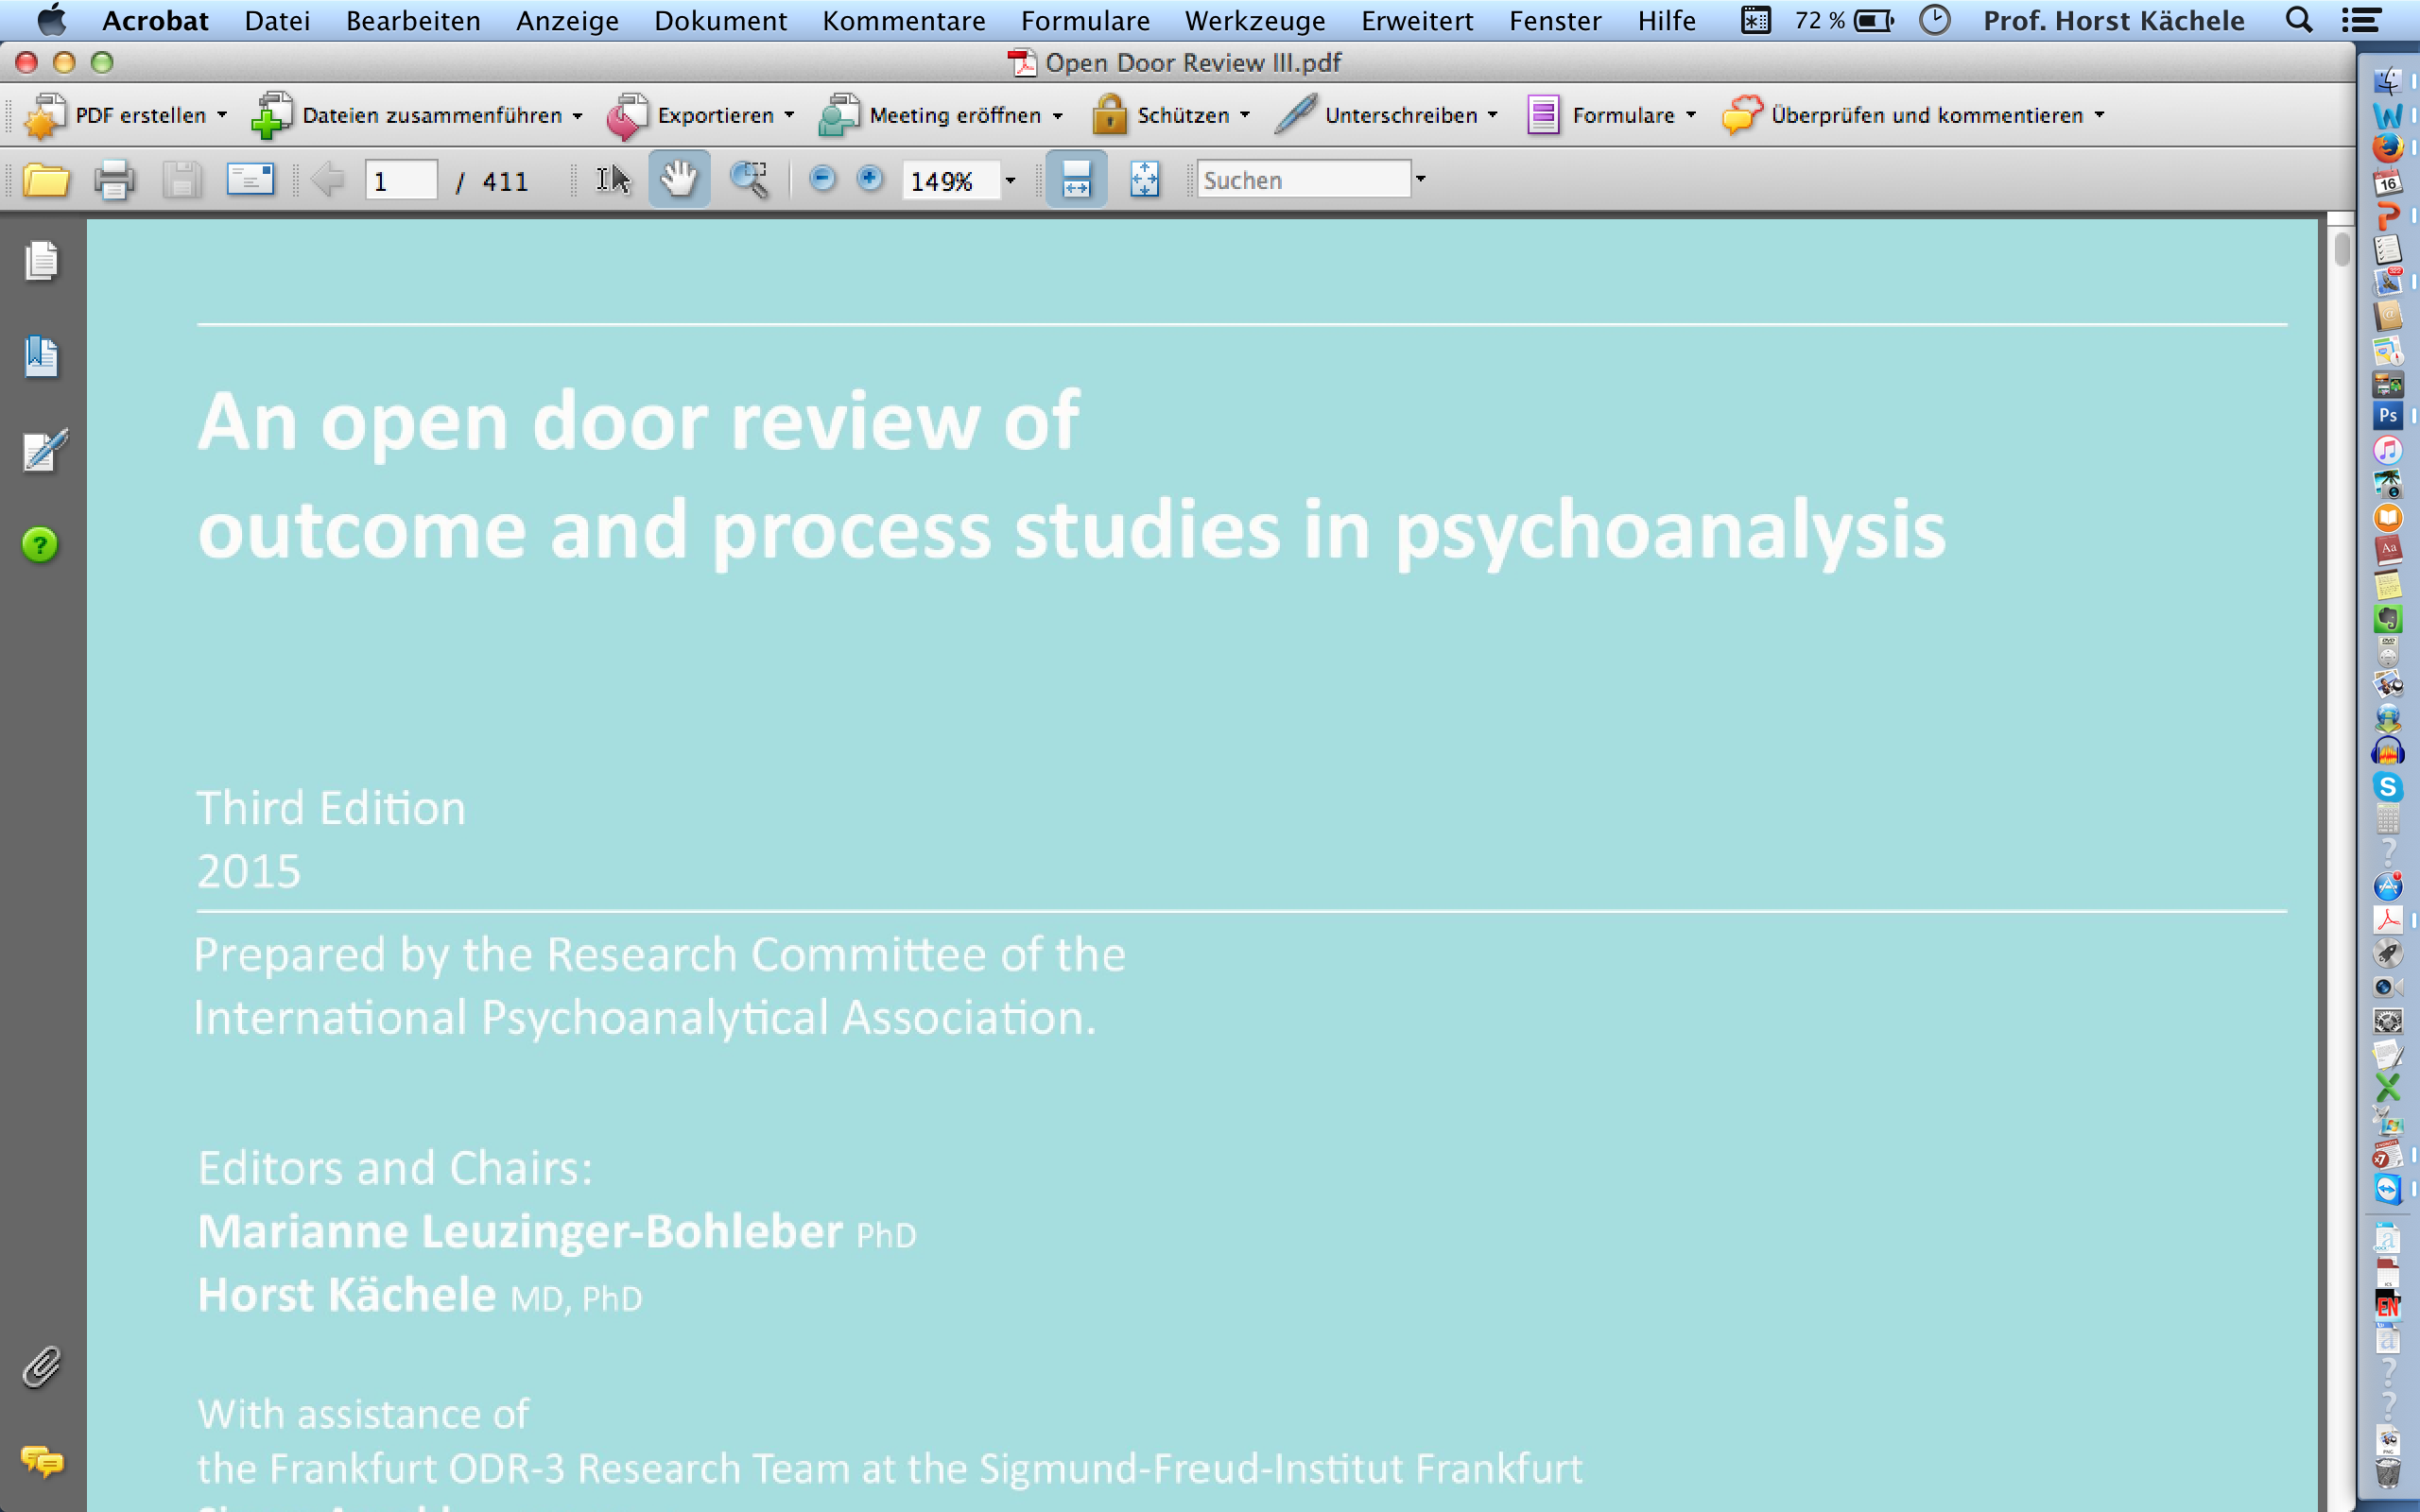 Acrobat Datei Bearbeiten Anzeige Dokument Kommentare Formulare Werkzeuge Erweitert Fenster Hilfe 72 % Prof. Horst Kächele
Open Door Review III.pdf
PDF erstellen Dateien zusammenführen Exportieren Meeting eröffnen Schützen Unterschreiben Formulare Überprüfen und kommentieren
1 / 411 149% Suchen
An open door review of
outcome and process studies in psychoanalysis
Third Edition
2015
Prepared by the Research Committee of the
International Psychoanalytical Association.
Editors and Chairs:
Marianne Leuzinger-Bohleber PhD
Horst Kächele MD, PhD
With assistance of
the Frankfurt ODR-3 Research Team at the Sigmund-Freud-Institut Frankfurt
16
Ps
Aa
EN